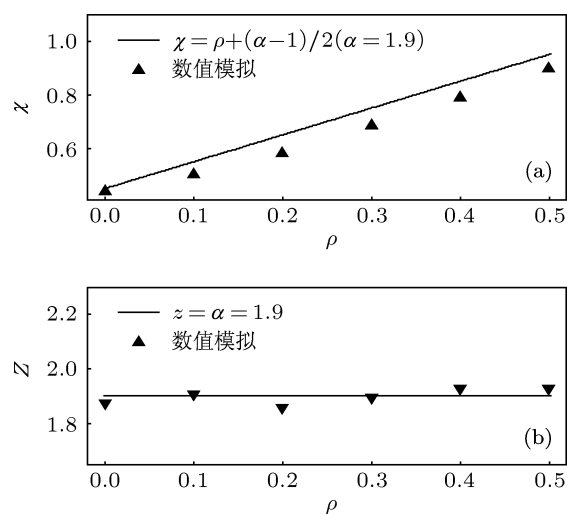 1.0
0.8
0.6
χ
χ = ρ+(α−1)/2(α = 1.9)
数值模拟
(a)
0.0 0.1 0.2 0.3 0.4 0.5
ρ
2.2
2.0
1.8
Z
z = α = 1.9
数值模拟
(b)
0.0 0.1 0.2 0.3 0.4 0.5
ρ